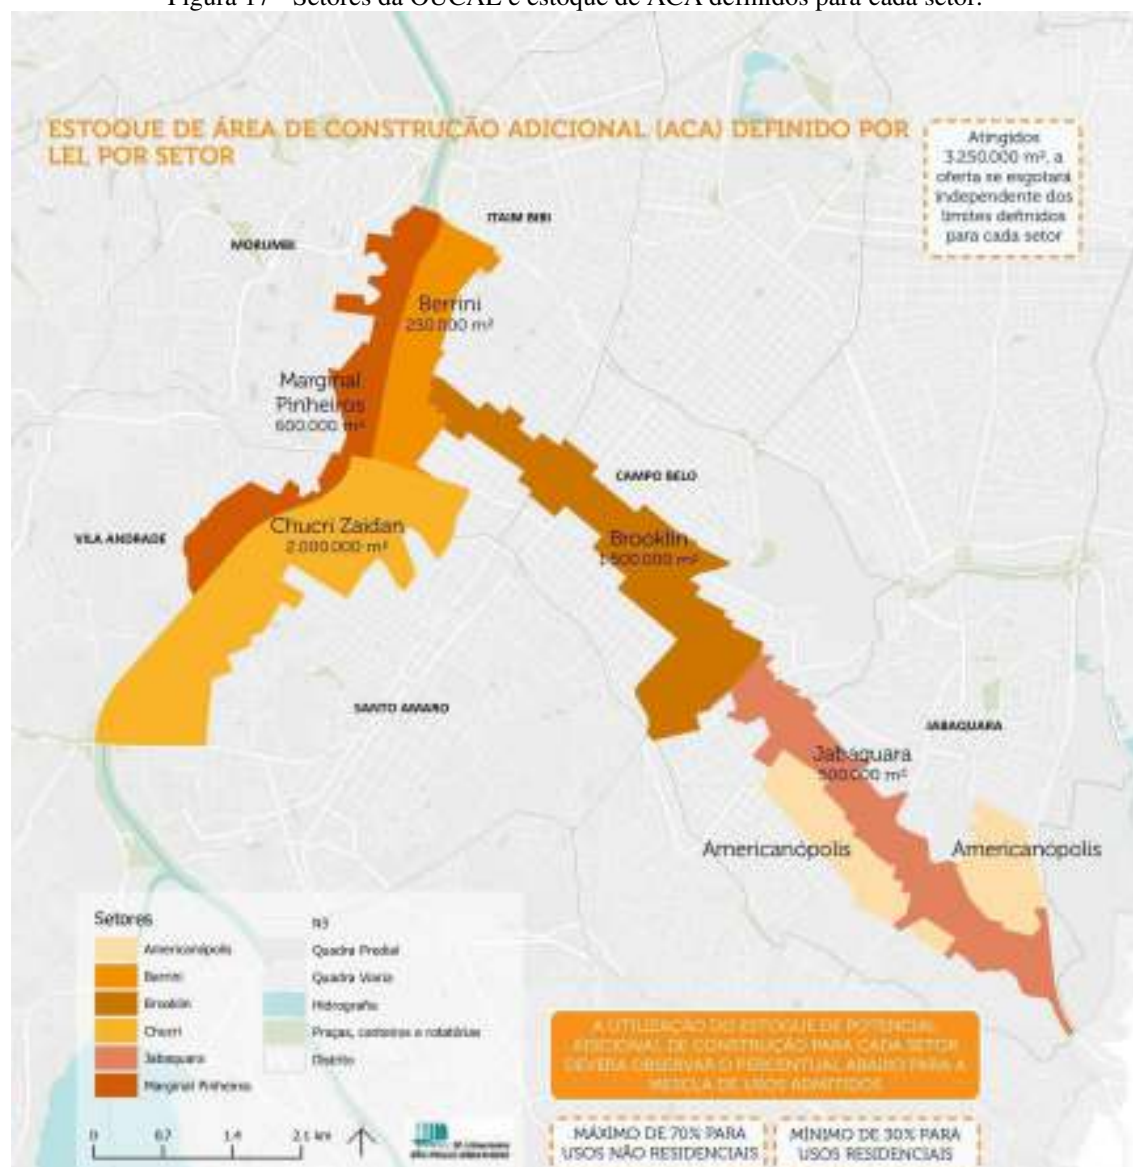 Figura 17 - Setores da OUCAE e estoque de ACA definidos para cada setor.
ESTOQUE DE ÁREA DE CONSTRUÇÃO ADICIONAL (ACA) DEFINIDO POR
LEI, POR SETOR
Atingidos
3.250.000 m², a
oferta se esgotará
independente dos
limites definidos
para cada setor
ITAIM BIBI
MORUMBI
Berrini
250.000 m²
Marginal
Pinheiros
600.000 m²
CAMPO BELO
Chucri Zaidan
2.000.000 m²
VILA ANDRADE
Brooklin
1.500.000 m²
SANTO AMARO
JABAQUARA
Jabaquara
500.000 m²
Americanópolis
Americanópolis
Setores
Americanópolis
Berrini
Brooklin
Chucri
Jabaquara
Marginal Pinheiros
Quadra Predial
Quadra Viaria
Hidrografia
Praças, canteiros e rotatórias
Distrito
0 0.7 1.4 2.1 km
SÃO PAULO URBANISMO
A UTILIZAÇÃO DO ESTOQUE DE POTENCIAL
ADICIONAL DE CONSTRUÇÃO PARA CADA SETOR
DEVERÁ OBSERVAR O PERCENTUAL ABAIXO PARA A
MESCLA DE USOS ADMITIDOS
MÁXIMO DE 70% PARA
USOS NÃO RESIDENCIAIS
MÍNIMO DE 30% PARA
USOS RESIDENCIAIS